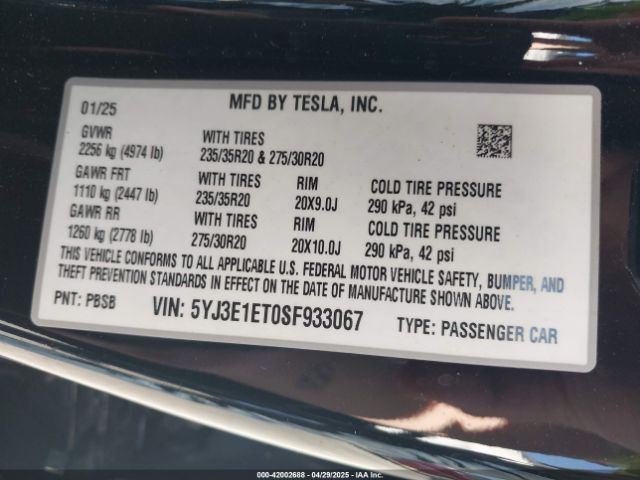 01/25 MFD BY TESLA, INC.
GVWR WITH TIRES
2256 kg (4974 lb) 235/35R20 & 275/30R20
GAWR FRT WITH TIRES RIM COLD TIRE PRESSURE
1110 kg (2447 lb) 235/35R20 20X9.0J 290 kPa, 42 psi
GAWR RR WITH TIRES RIM COLD TIRE PRESSURE
1260 kg (2778 lb) 275/30R20 20X10.0J 290 kPa, 42 psi
THIS VEHICLE CONFORMS TO ALL APPLICABLE U.S. FEDERAL MOTOR VEHICLE SAFETY, BUMPER, AND
THEFT PREVENTION STANDARDS IN EFFECT ON THE DATE OF MANUFACTURE SHOWN ABOVE.
PNT: PBSB VIN: 5YJ3E1ET0SF933067 TYPE: PASSENGER CAR
000-42002688 - 04/29/2025 - IAA Inc.